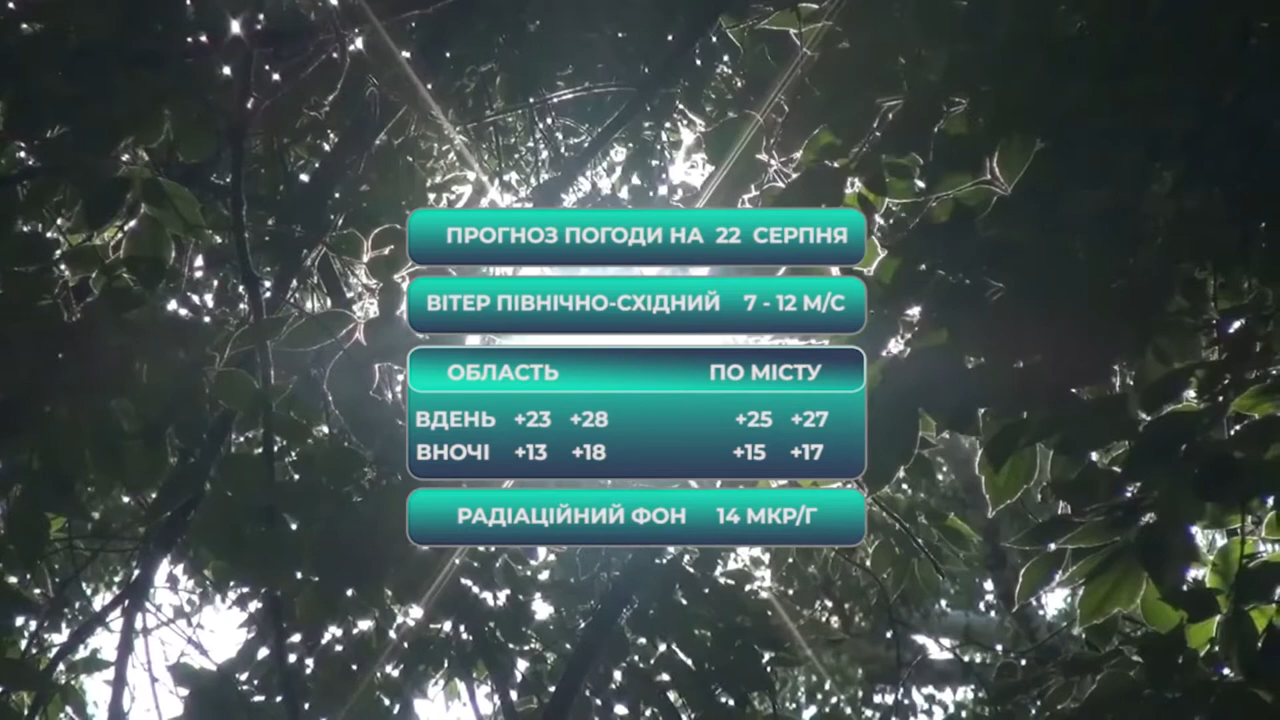 ПРОГНОЗ ПОГОДИ НА 22 СЕРПНЯ
ВІТЕР ПІВНІЧНО-СХІДНИЙ 7 - 12 М/С
ОБЛАСТЬ ПО МІСТУ
ВДЕНЬ +23 +28 +25 +27
ВНОЧІ +13 +18 +15 +17
РАДІАЦІЙНИЙ ФОН 14 МКР/Г